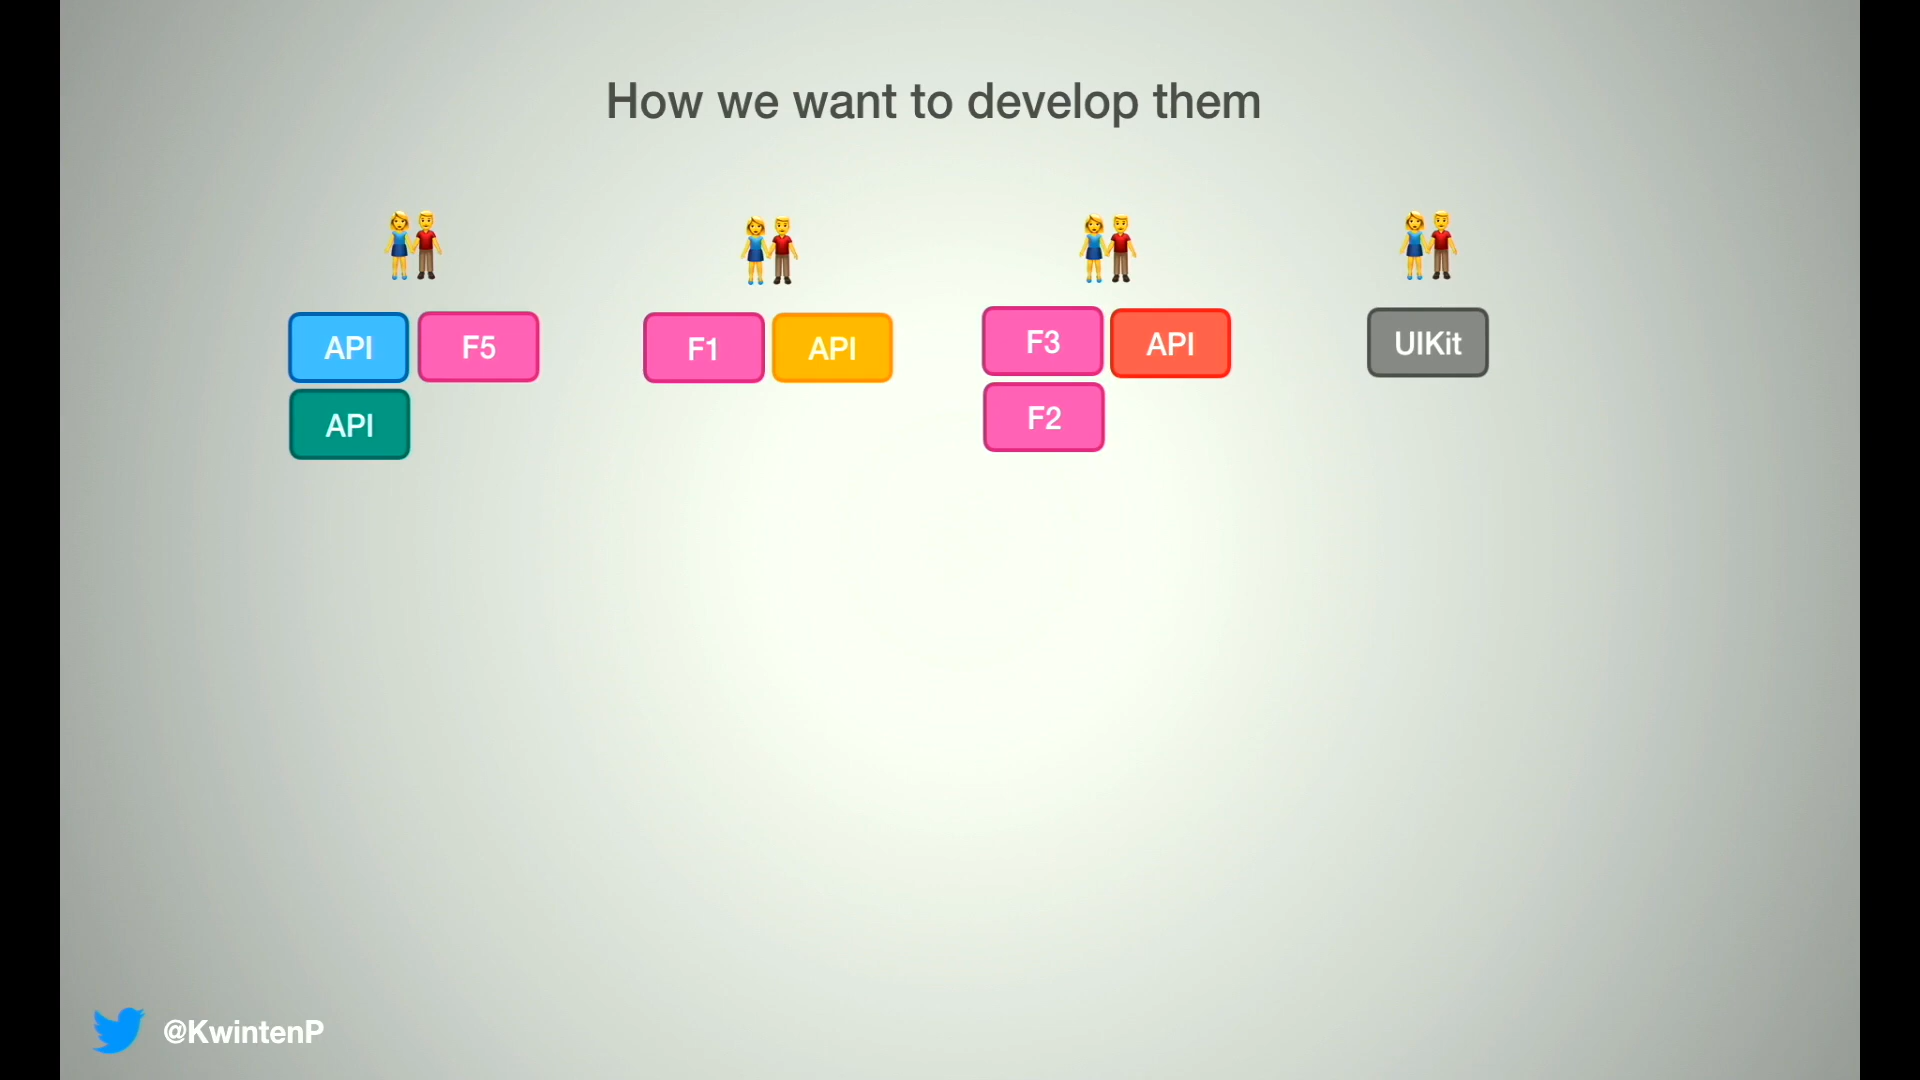 How we want to develop them
API F5
API
F1 API
F3 API
F2
UIKit
@KwintenP